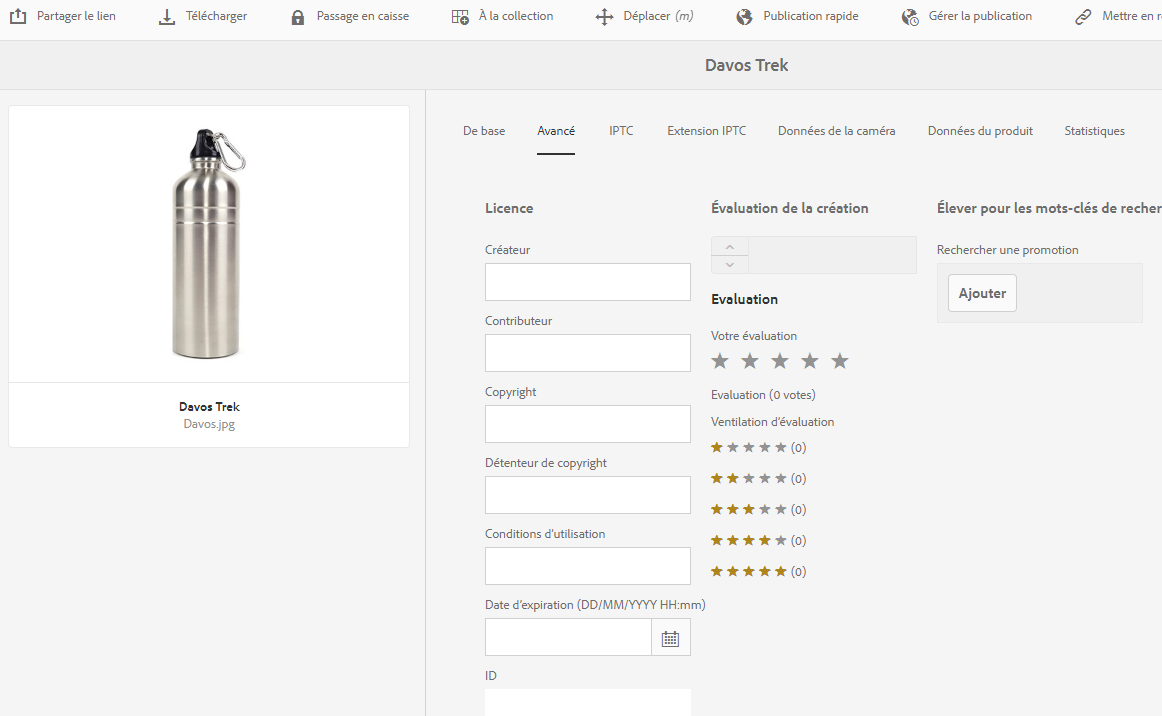 Partager le lien
Télécharger
Passage en caisse
À la collection
Déplacer (m)
Publication rapide
Gérer la publication
Mettre en r
Davos Trek
De base
Avancé
IPTC
Extension IPTC
Données de la caméra
Données du produit
Statistiques
Davos Trek
Davos.jpg
Licence
Créateur
Contributeur
Copyright
Détenteur de copyright
Conditions d'utilisation
Date d'expiration (DD/MM/YYYY HH:mm)
ID
Évaluation de la création
Evaluation
Votre évaluation
Evaluation (0 votes)
Ventilation d'évaluation
(0)
(0)
(0)
(0)
(0)
Élever pour les mots-clés de recher
Rechercher une promotion
Ajouter